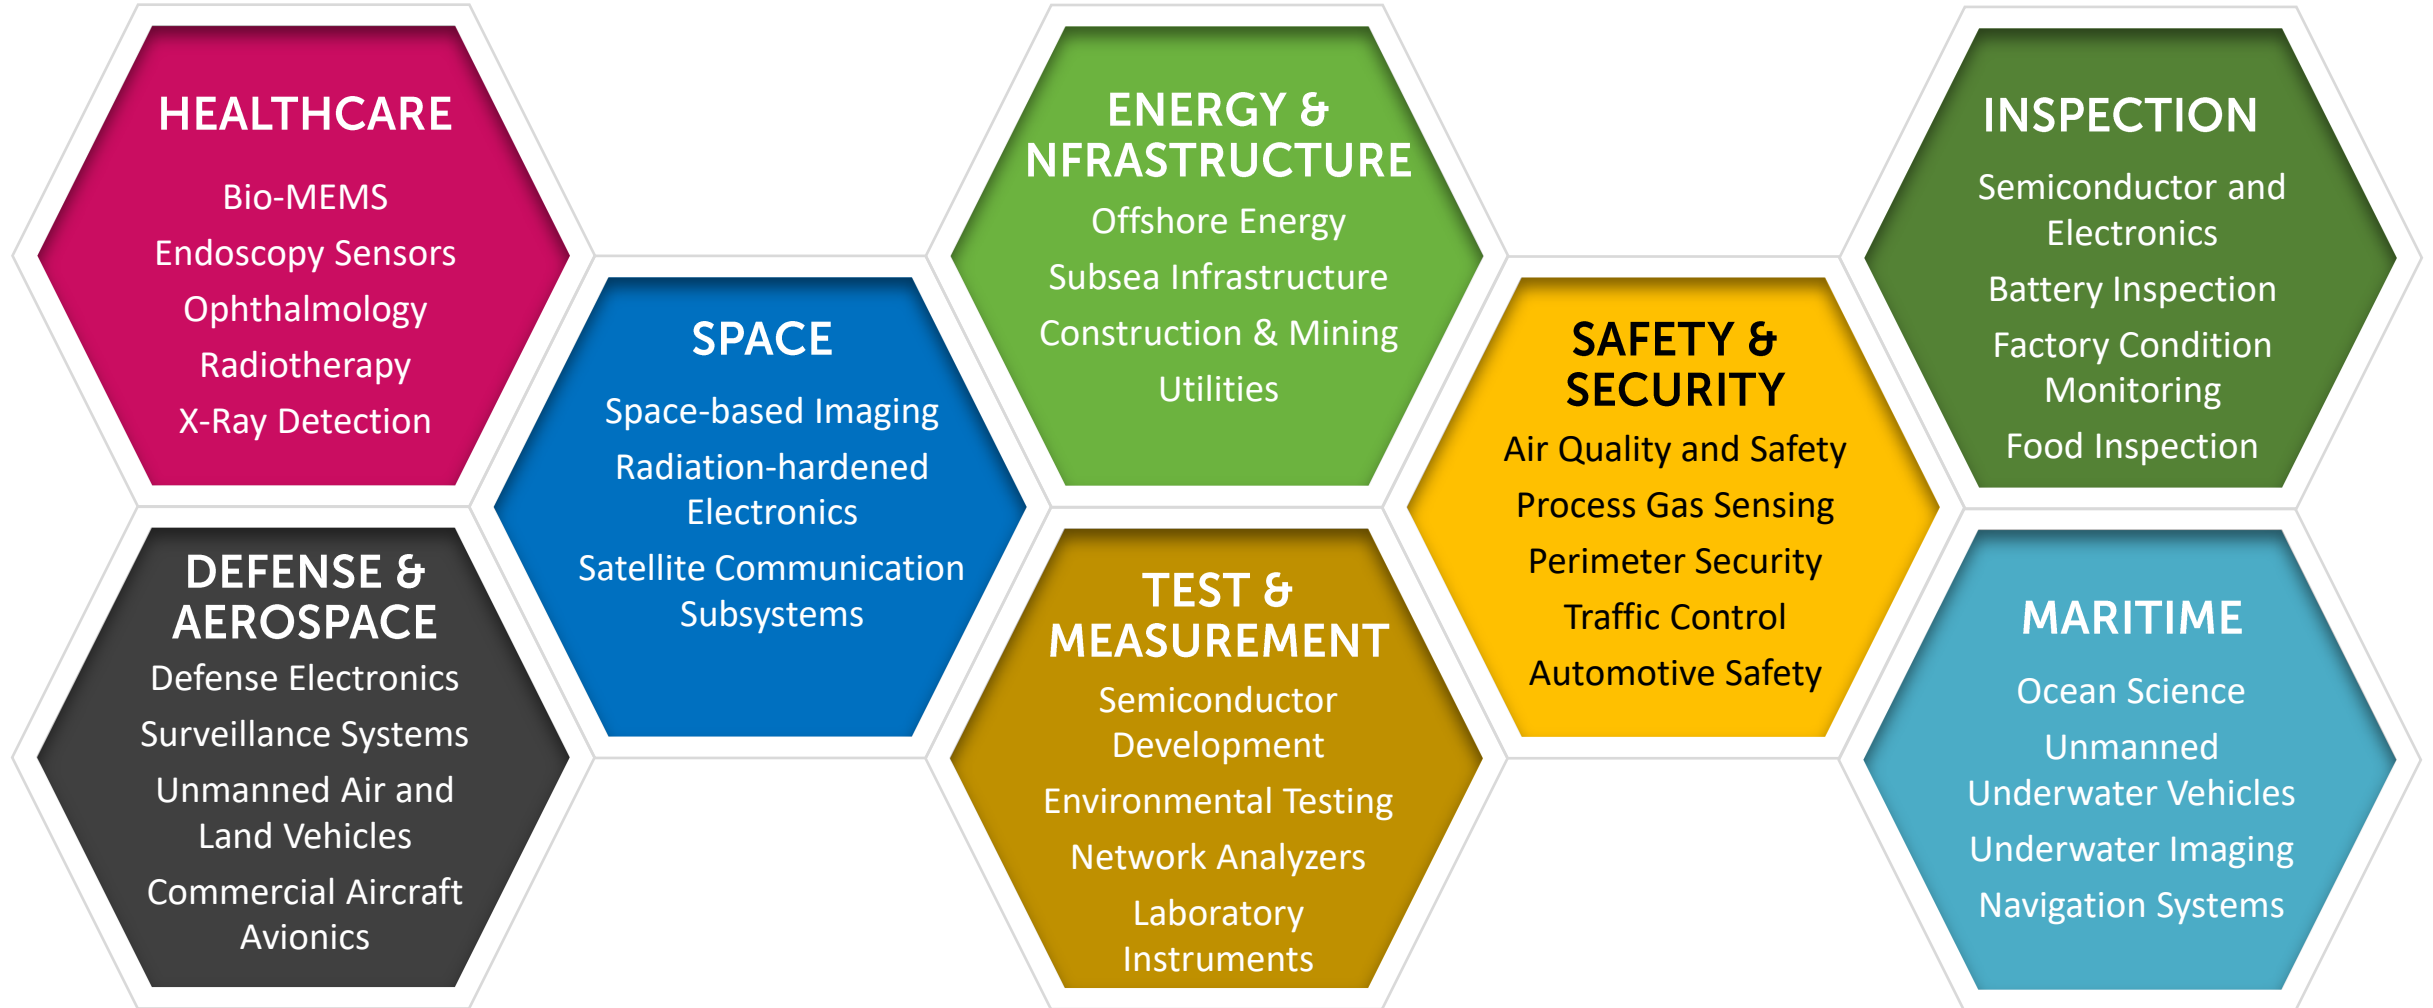 HEALTHCARE
Bio-MEMS
Endoscopy Sensors
Ophthalmology
Radiotherapy
X-Ray Detection
DEFENSE &
AEROSPACE
Defense Electronics
Surveillance Systems
Unmanned Air and
Land Vehicles
Commercial Aircraft
Avionics
SPACE
Space-based Imaging
Radiation-hardened
Electronics
Satellite Communication
Subsystems
ENERGY &
NFRASTRUCTURE
Offshore Energy
Subsea Infrastructure
Construction & Mining
Utilities
TEST &
MEASUREMENT
Semiconductor
Development
Environmental Testing
Network Analyzers
Laboratory
Instruments
SAFETY &
SECURITY
Air Quality and Safety
Process Gas Sensing
Perimeter Security
Traffic Control
Automotive Safety
INSPECTION
Semiconductor and
Electronics
Battery Inspection
Factory Condition
Monitoring
Food Inspection
MARITIME
Ocean Science
Unmanned
Underwater Vehicles
Underwater Imaging
Navigation Systems